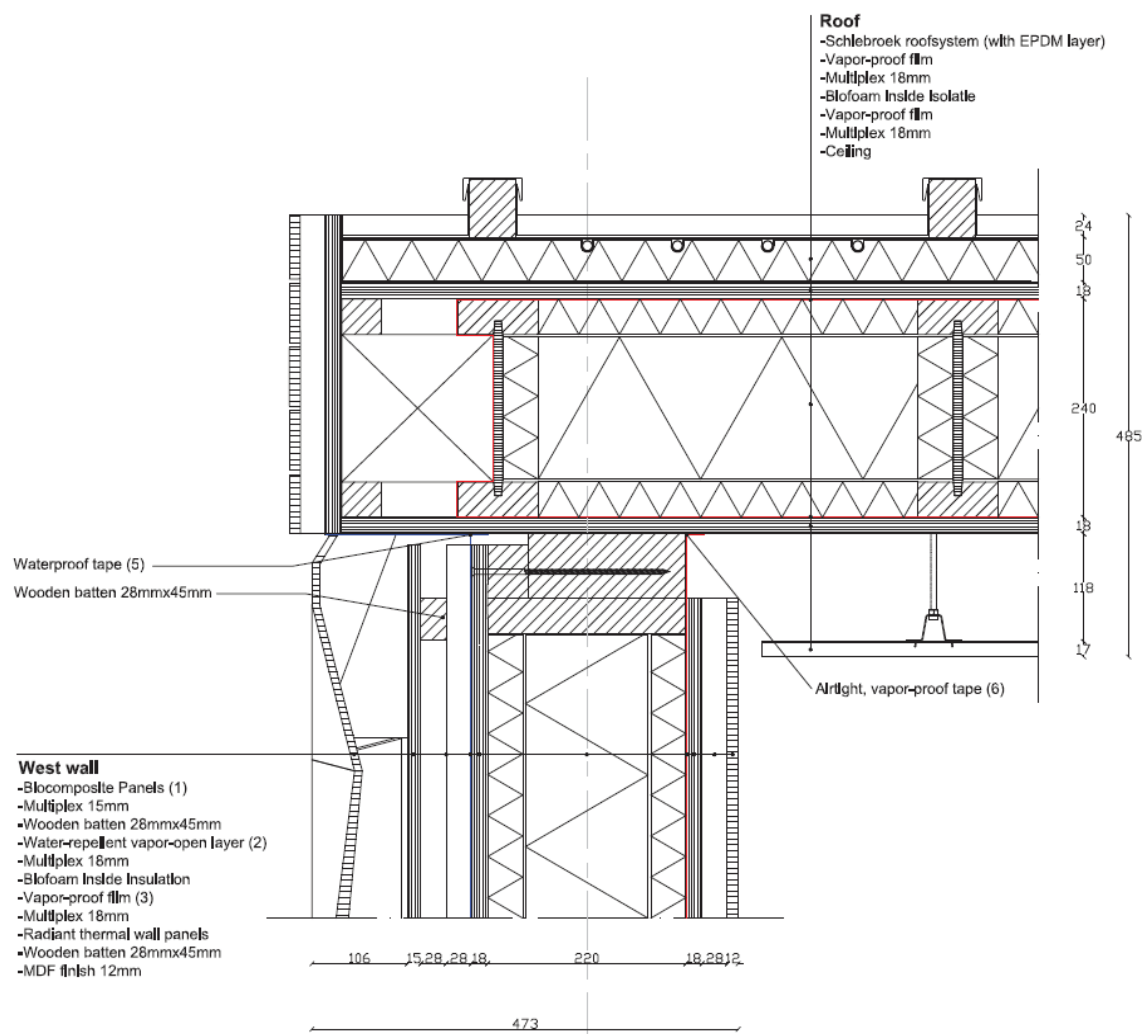 Roof
-Schlebroek roofsystem (with EPDM layer)
-Vapor-proof film
-Multiplex 18mm
-Biofoam Inside Isolatie
-Vapor-proof film
-Multiplex 18mm
-Ceiling
24
50
18
240
485
18
118
17
Waterproof tape (5)
Wooden batten 28mmx45mm
Airtight, vapor-proof tape (6)
West wall
-Biocomposite Panels (1)
-Multiplex 15mm
-Wooden batten 28mmx45mm
-Water-repellent vapor-open layer (2)
-Multiplex 18mm
-Biofoam Inside Insulation
-Vapor-proof film (3)
-Multiplex 18mm
-Radiant thermal wall panels
-Wooden batten 28mmx45mm
-MDF finish 12mm
106 15 28 28 18 220 18 28 12
473